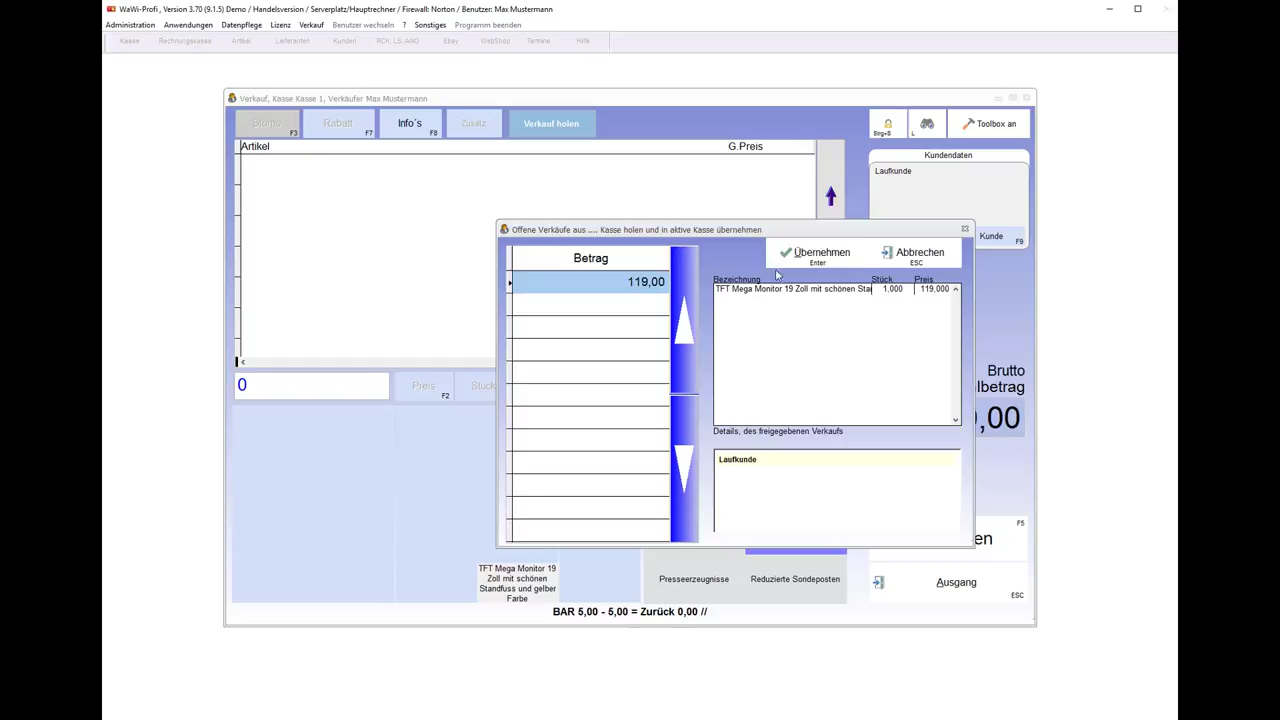 WaWi-Profi , Version 3.70 (9.1.5) Demo / Handelsversion / Serverplatz/Hauptrechner / Firewall: Norton / Benutzer: Max Mustermann
Administration Anwendungen Datenpflege Lizenz Verkauf Benutzer wechseln ? Sonstiges Programm beenden
Kasse Rechnungskasse Artikel Lieferanten Kunden RCH, LS, ANG Ebay WebShop Termine Hilfe
Verkauf, Kasse Kasse 1, Verkäufer Max Mustermann
Storno F3 Rabatt F7 Info´s F8 Zusatz Verkauf holen Strg+S L Toolbox an
Artikel G.Preis
Kundendaten
Laufkunde
Kunde F9
Offene Verkäufe aus .... Kasse holen und in aktive Kasse übernehmen
Betrag
119,00
Übernehmen Enter
Abbrechen ESC
Bezeichnung Stück Preis
TFT Mega Monitor 19 Zoll mit schönen Sta 1,000 119,000
Details, des freigegebenen Verkaufs
Laufkunde
<
0 Preis F2 Stück
Brutto
lbetrag
,00
F5
en
Ausgang
ESC
TFT Mega Monitor 19
Zoll mit schönen
Standfuss und gelber
Farbe
Presseerzeugnisse Reduzierte Sondeposten
BAR 5,00 - 5,00 = Zurück 0,00 //